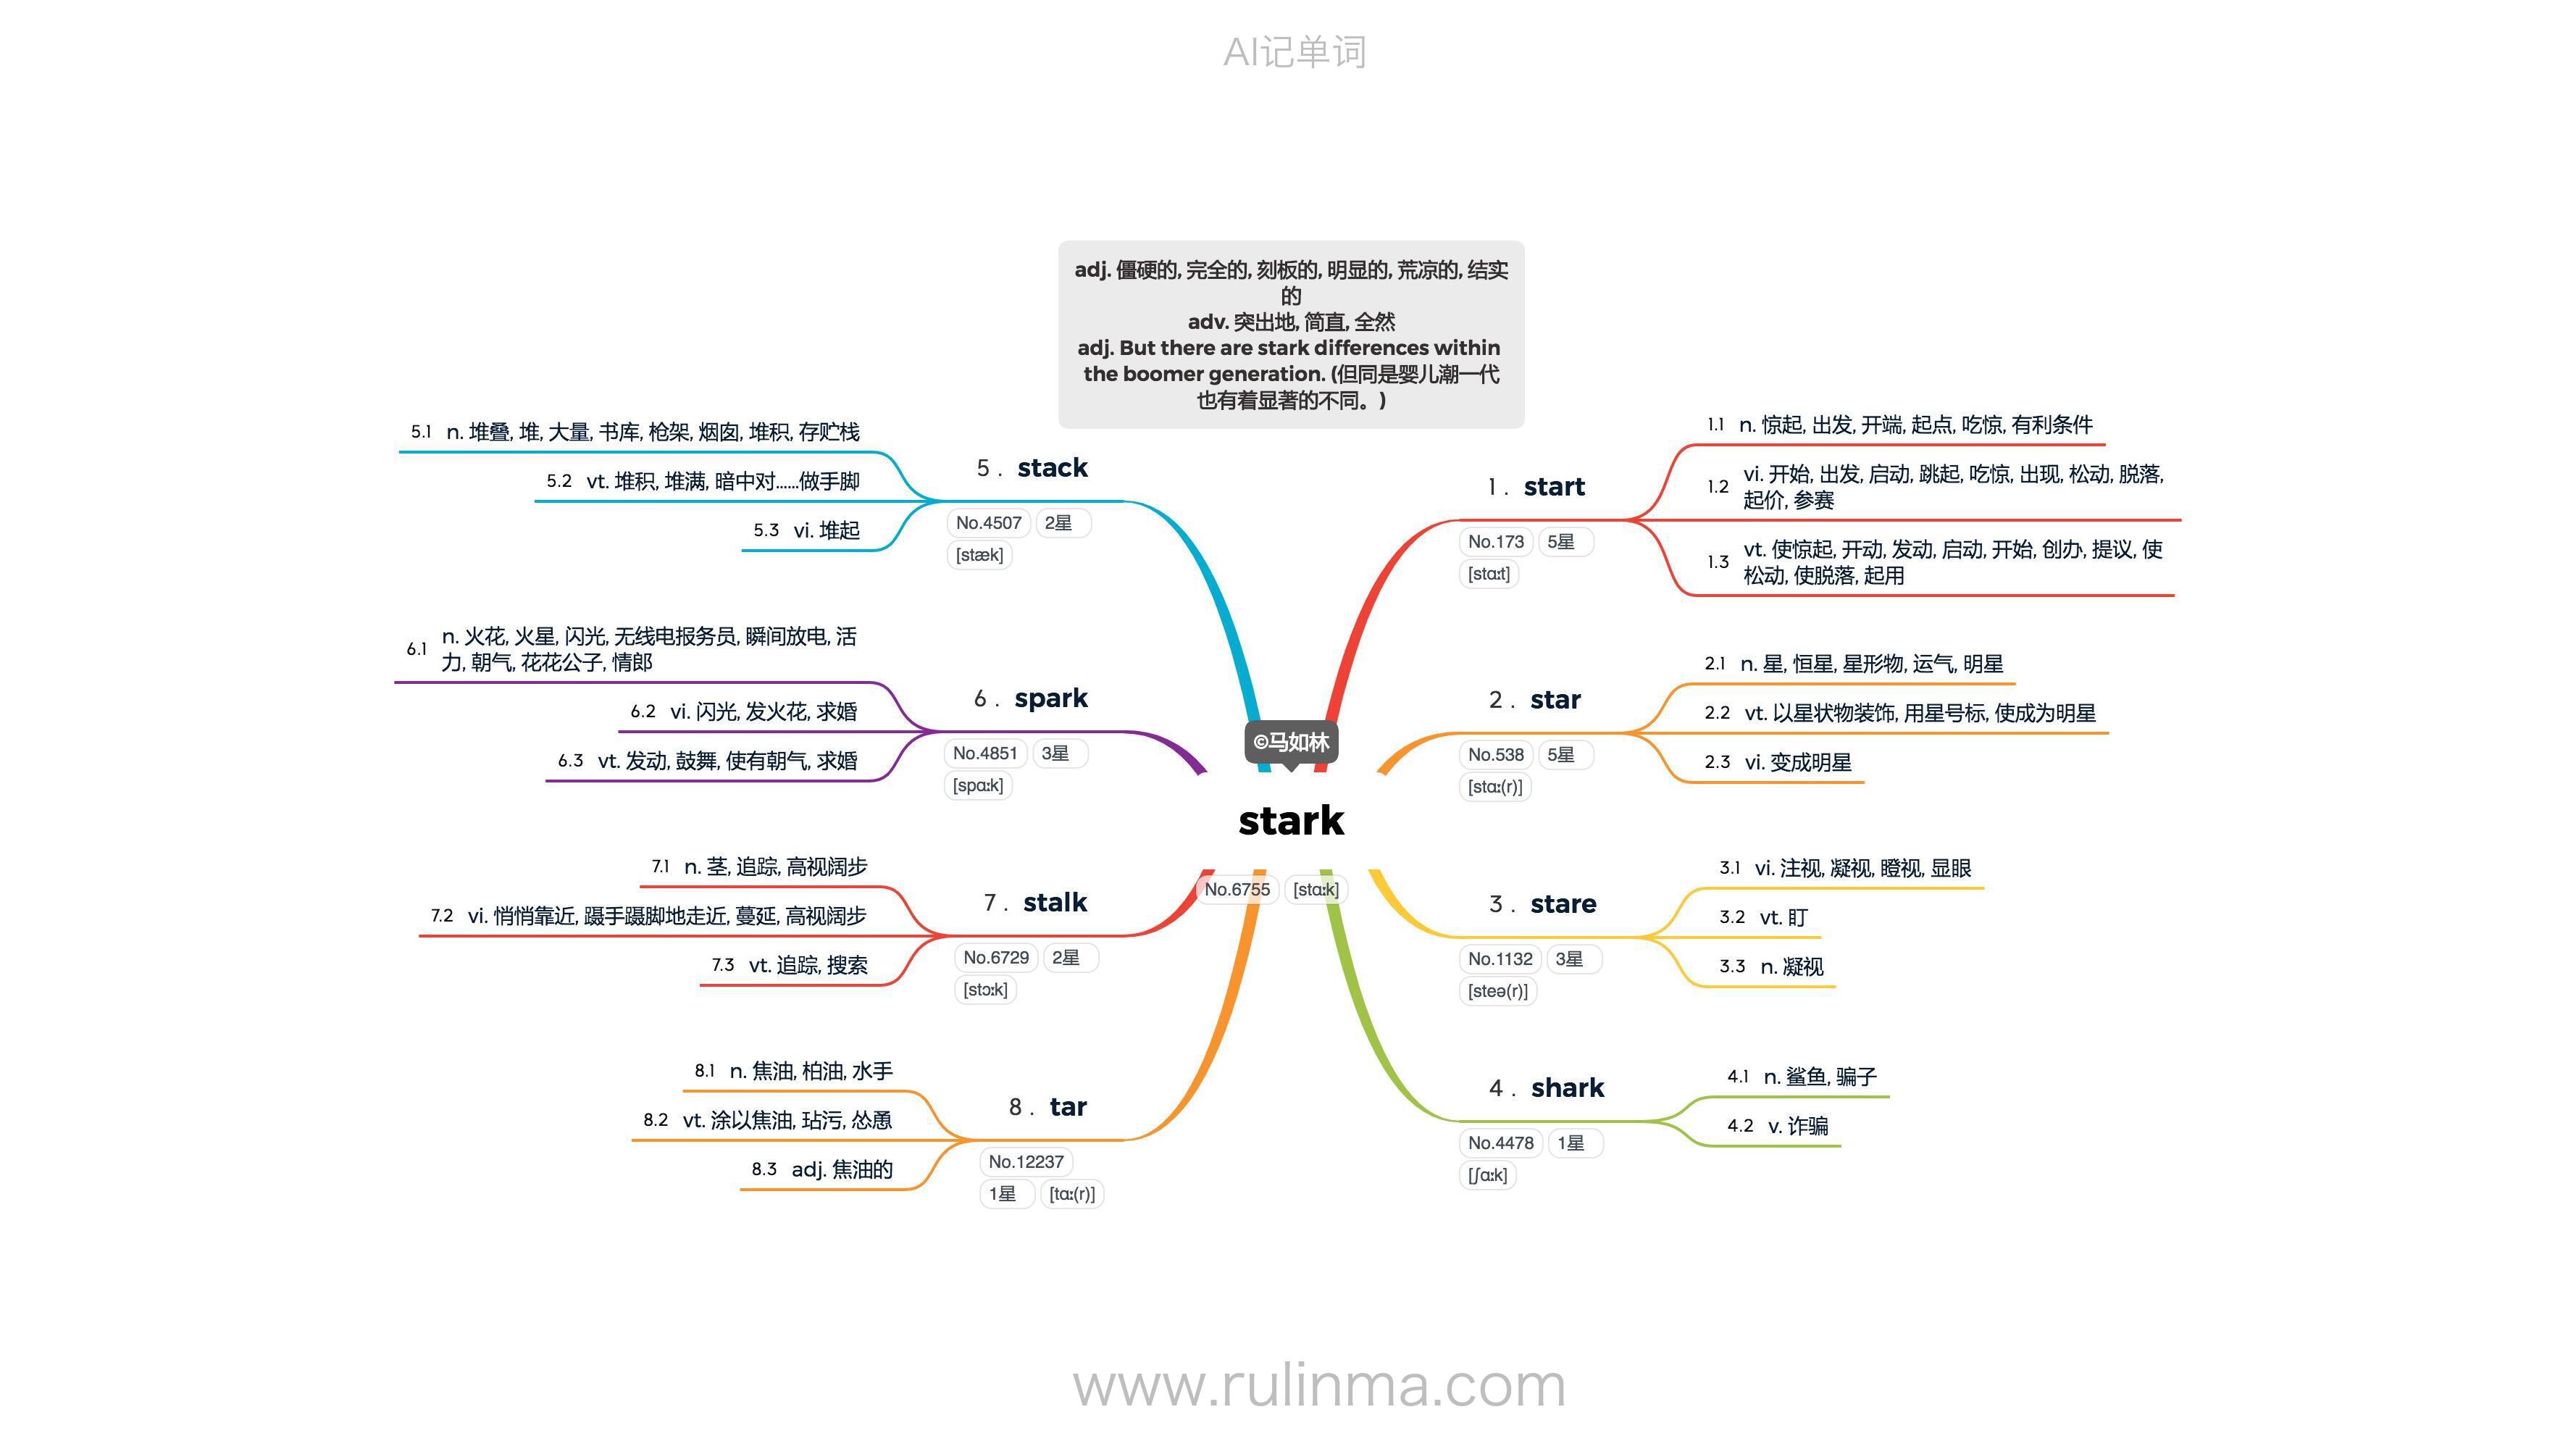 AI记单词
adj. 僵硬的, 完全的, 刻板的, 明显的, 荒凉的, 结实
的
adv. 突出地, 简直, 全然
adj. But there are stark differences within
the boomer generation. (但同是婴儿潮一代
也有着显著的不同。)
©马如林
stark
No.6755 [stɑːk]
1. start
No.173 5星
[stɑːt]
1.1 n. 惊起, 出发, 开端, 起点, 吃惊, 有利条件
1.2 vi. 开始, 出发, 启动, 跳起, 吃惊, 出现, 松动, 脱落,
起价, 参赛
1.3 vt. 使惊起, 开动, 发动, 启动, 开始, 创办, 提议, 使
松动, 使脱落, 起用
2. star
No.538 5星
[stɑː(r)]
2.1 n. 星, 恒星, 星形物, 运气, 明星
2.2 vt. 以星状物装饰, 用星号标, 使成为明星
2.3 vi. 变成明星
3. stare
No.1132 3星
[steə(r)]
3.1 vi. 注视, 凝视, 瞪视, 显眼
3.2 vt. 盯
3.3 n. 凝视
4. shark
No.4478 1星
[ʃɑːk]
4.1 n. 鲨鱼, 骗子
4.2 v. 诈骗
5. stack
No.4507 2星
[stæk]
5.1 n. 堆叠, 堆, 大量, 书库, 枪架, 烟囱, 堆积, 存贮栈
5.2 vt. 堆积, 堆满, 暗中对……做手脚
5.3 vi. 堆起
6. spark
No.4851 3星
[spɑːk]
6.1 n. 火花, 火星, 闪光, 无线电报务员, 瞬间放电, 活
力, 朝气, 花花公子, 情郎
6.2 vi. 闪光, 发火花, 求婚
6.3 vt. 发动, 鼓舞, 使有朝气, 求婚
7. stalk
No.6729 2星
[stɔːk]
7.1 n. 茎, 追踪, 高视阔步
7.2 vi. 悄悄靠近, 蹑手蹑脚地走近, 蔓延, 高视阔步
7.3 vt. 追踪, 搜索
8. tar
No.12237
1星 [tɑː(r)]
8.1 n. 焦油, 柏油, 水手
8.2 vt. 涂以焦油, 玷污, 怂恿
8.3 adj. 焦油的
www.rulinma.com